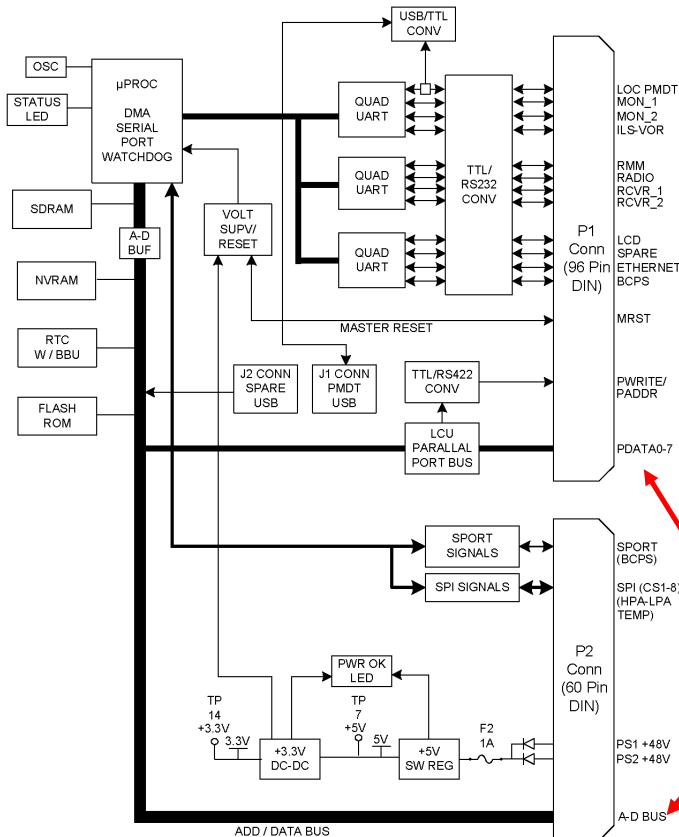 USB/TTL
CONV
OSC
STATUS
LED
µPROC
DMA
SERIAL
PORT
WATCHDOG
SDRAM
A-D
BUF
NVRAM
RTC
W / BBU
FLASH
ROM
VOLT
SUPV/
RESET
QUAD
UART
QUAD
UART
QUAD
UART
TTL/
RS232
CONV
P1
Conn
(96 Pin
DIN)
LOC PMDT
MON_1
MON_2
ILS-VOR
RMM
RADIO
RCVR_1
RCVR_2
LCD
SPARE
ETHERNET
BCPS
MASTER RESET
MRST
J2 CONN
SPARE
USB
J1 CONN
PMDT
USB
TTL/RS422
CONV
PWRITE/
PADDR
LCU
PARALLAL
PORT BUS
PDATA0-7
SPORT
SIGNALS
SPORT
(BCPS)
SPI SIGNALS
SPI (CS1-8)
(HPA-LPA
TEMP)
P2
Conn
(60 Pin
DIN)
PWR OK
LED
TP
14
+3.3V
3.3V
+3.3V
DC-DC
TP
7
+5V
5V
+5V
SW REG
F2
1A
PS1 +48V
PS2 +48V
A-D BUS
ADD / DATA BUS